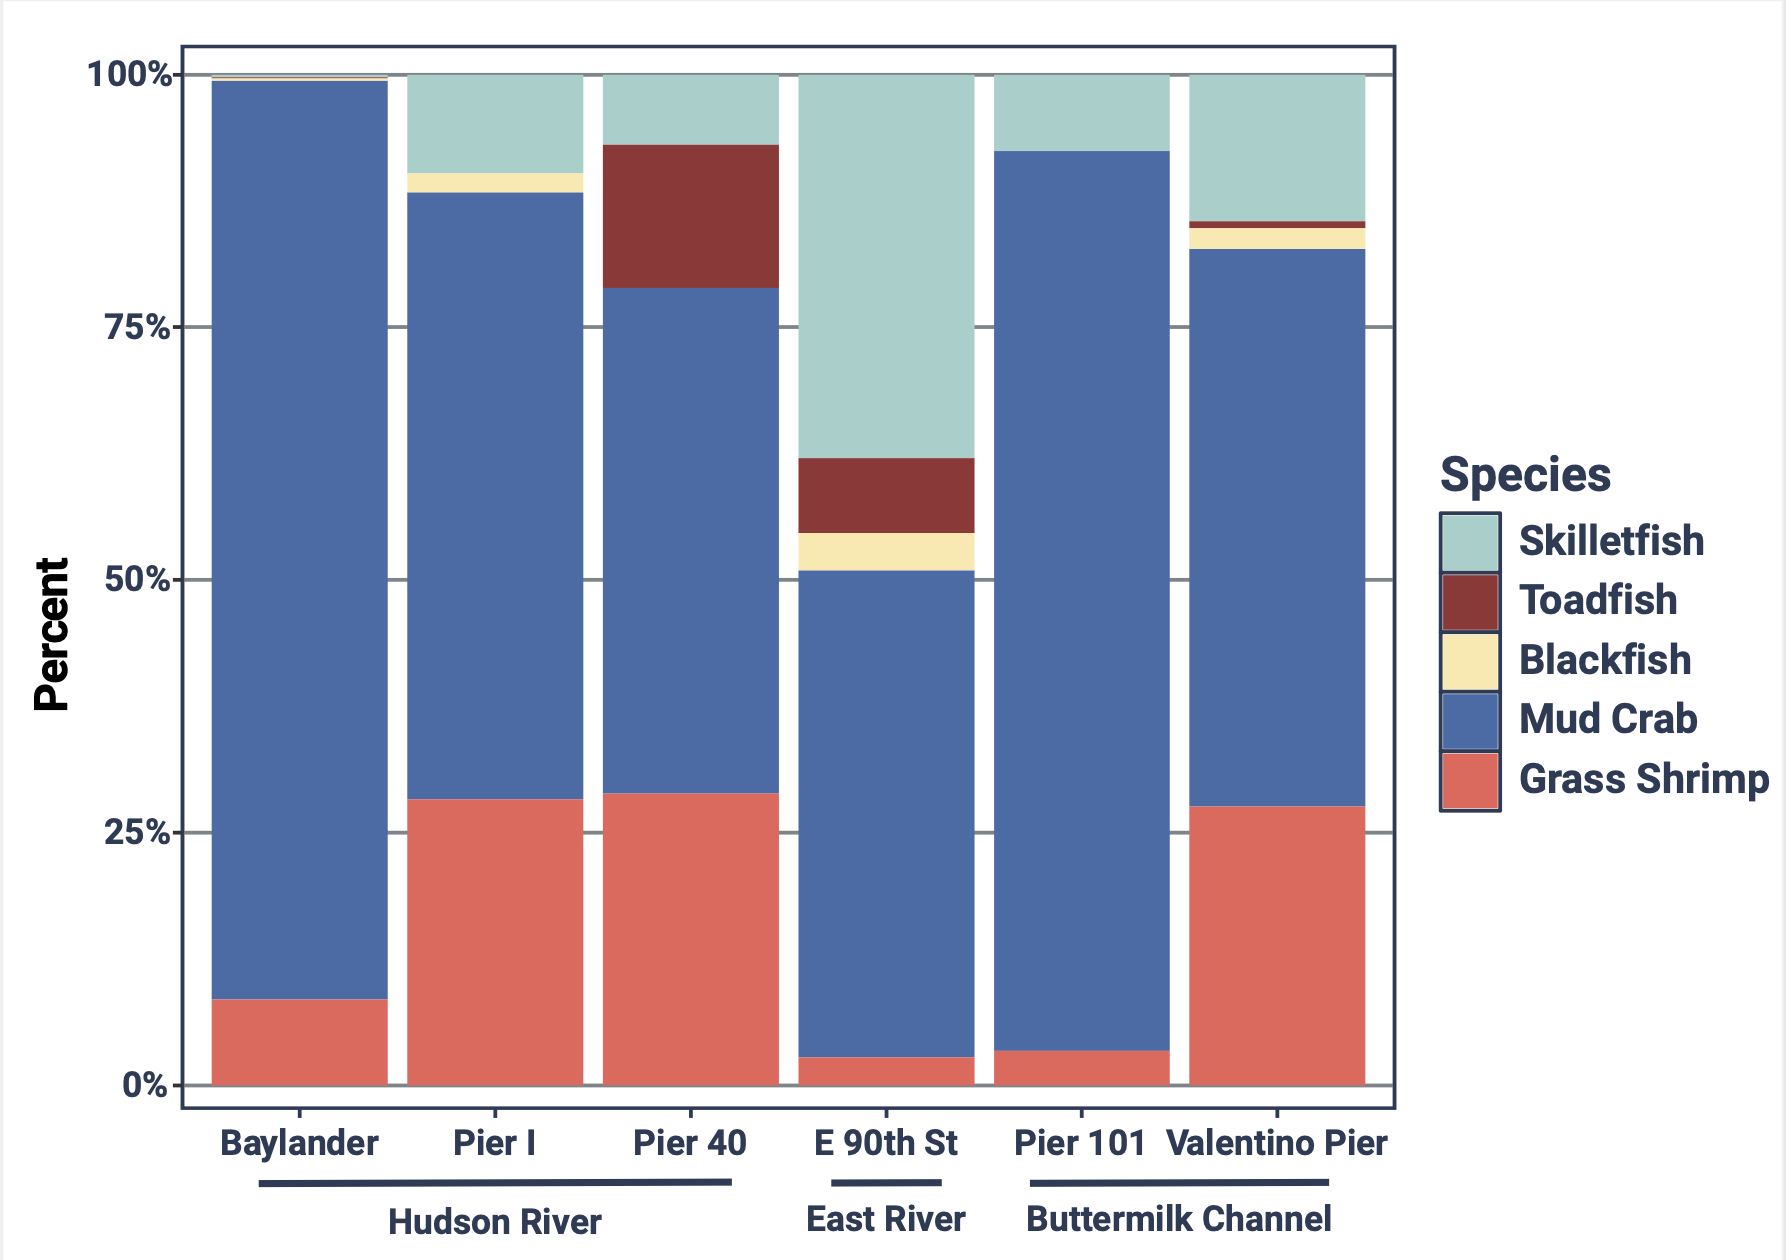 100%
75%
50%
25%
0%
Percent
Baylander
Pier I
Pier 40
E 90th St
Pier 101
Valentino Pier
Hudson River
East River
Buttermilk Channel
Species
Skilletfish
Toadfish
Blackfish
Mud Crab
Grass Shrimp